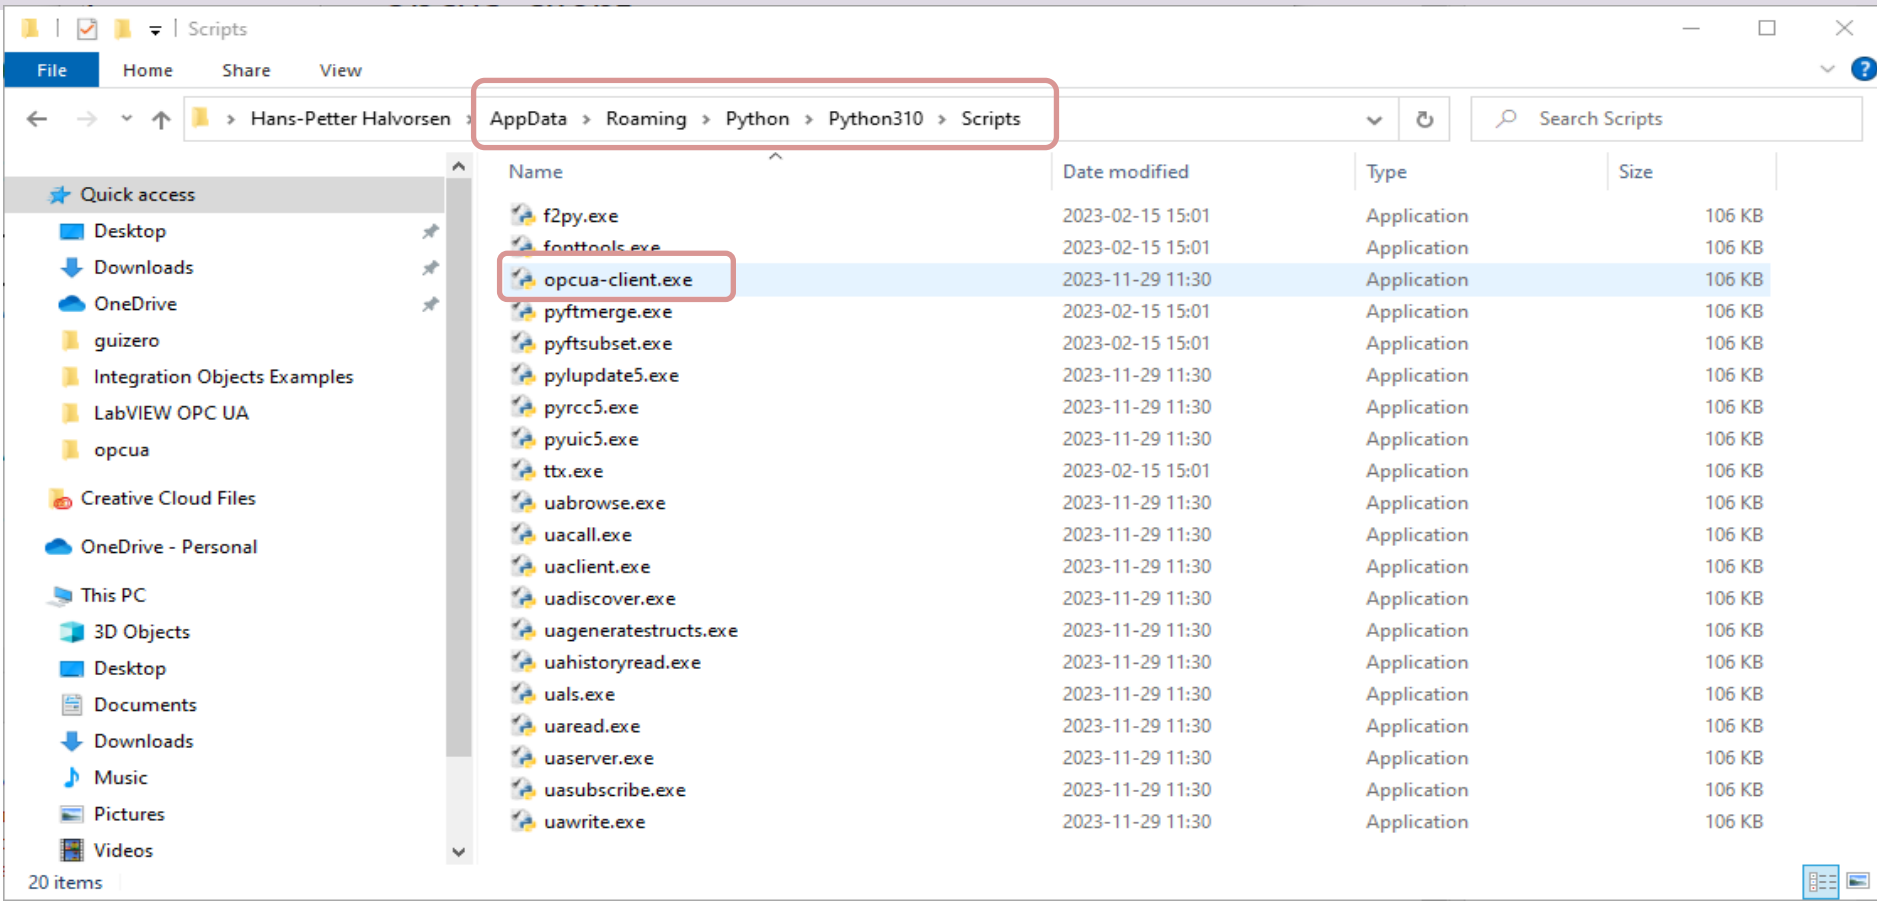 Scripts
File Home Share View
Hans-Petter Halvorsen > AppData > Roaming > Python > Python310 > Scripts
Search Scripts
Name Date modified Type Size
Quick access
Desktop
Downloads
OneDrive
guizero
Integration Objects Examples
LabVIEW OPC UA
opcua
Creative Cloud Files
OneDrive - Personal
This PC
3D Objects
Desktop
Documents
Downloads
Music
Pictures
Videos
f2py.exe 2023-02-15 15:01 Application 106 KB
fonttools.exe 2023-02-15 15:01 Application 106 KB
opcua-client.exe 2023-11-29 11:30 Application 106 KB
pyftmerge.exe 2023-02-15 15:01 Application 106 KB
pyftsubset.exe 2023-02-15 15:01 Application 106 KB
pylupdate5.exe 2023-11-29 11:30 Application 106 KB
pyrcc5.exe 2023-11-29 11:30 Application 106 KB
pyuic5.exe 2023-11-29 11:30 Application 106 KB
ttx.exe 2023-02-15 15:01 Application 106 KB
uabrowse.exe 2023-11-29 11:30 Application 106 KB
uacall.exe 2023-11-29 11:30 Application 106 KB
uaclient.exe 2023-11-29 11:30 Application 106 KB
uadiscover.exe 2023-11-29 11:30 Application 106 KB
uageneratestructs.exe 2023-11-29 11:30 Application 106 KB
uahistoryread.exe 2023-11-29 11:30 Application 106 KB
uals.exe 2023-11-29 11:30 Application 106 KB
uaread.exe 2023-11-29 11:30 Application 106 KB
uaserver.exe 2023-11-29 11:30 Application 106 KB
uasubscribe.exe 2023-11-29 11:30 Application 106 KB
uawrite.exe 2023-11-29 11:30 Application 106 KB
20 items